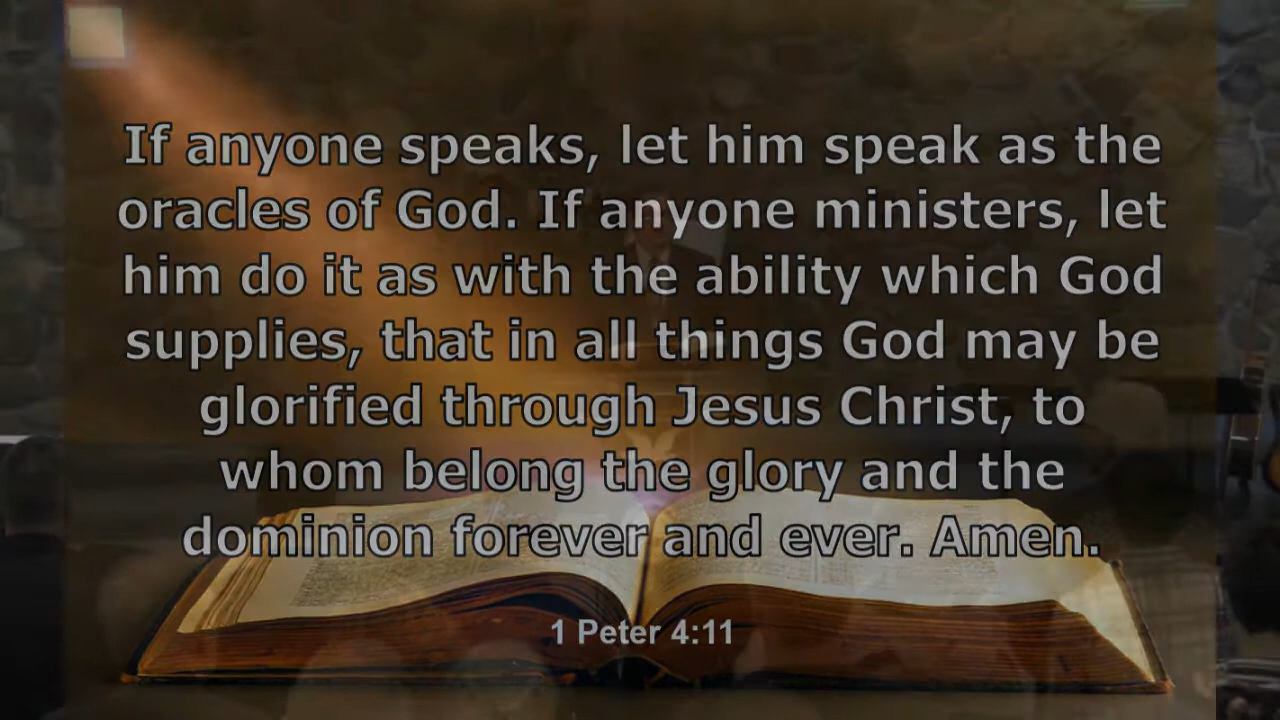 If anyone speaks, let him speak as the
oracles of God. If anyone ministers, let
him do it as with the ability which God
supplies, that in all things God may be
glorified through Jesus Christ, to
whom belong the glory and the
dominion forever and ever. Amen.
1 Peter 4:11